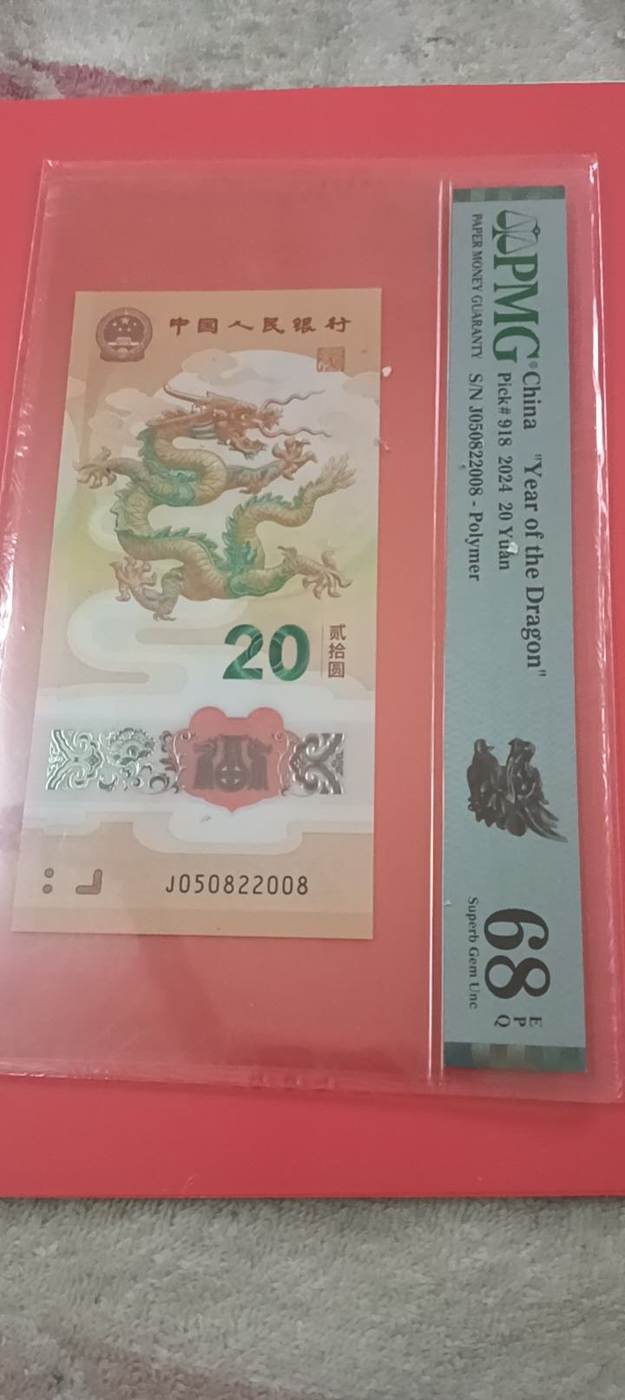 中国人民银行
20
贰拾圆
J050822008
PMG
PAPER MONEY GUARANTY
China "Year of the Dragon"
Pick# 918 2024 20 Yuan
S/N J050822008 - Polymer
68 EPQ
Superb Gem Unc